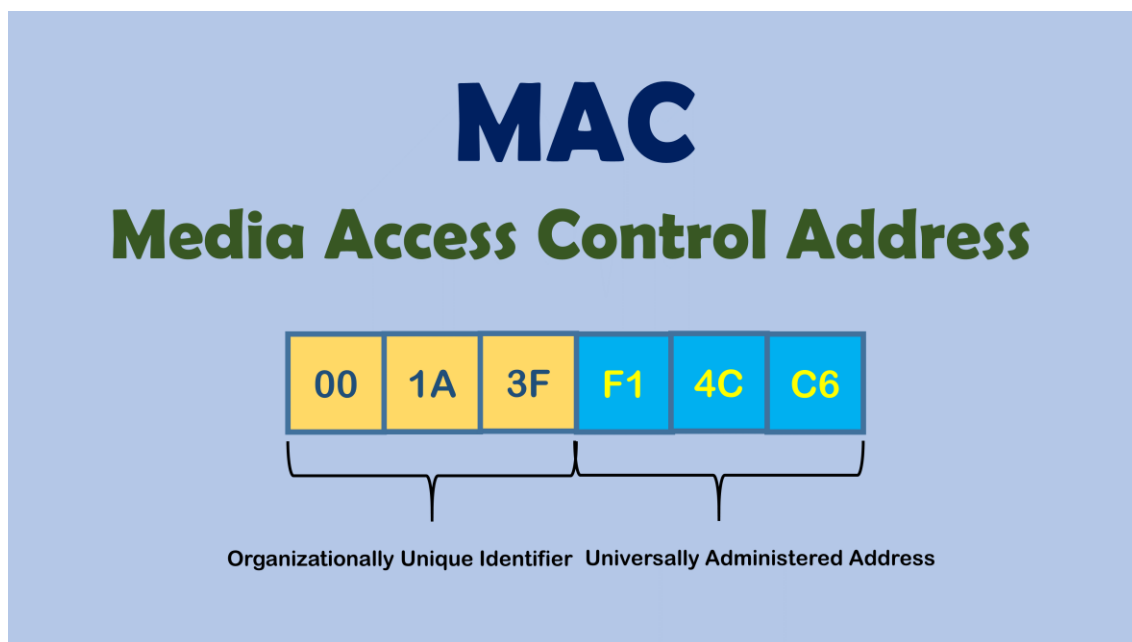 MAC
Media Access Control Address
00 1A 3F F1 4C C6
Organizationally Unique Identifier Universally Administered Address